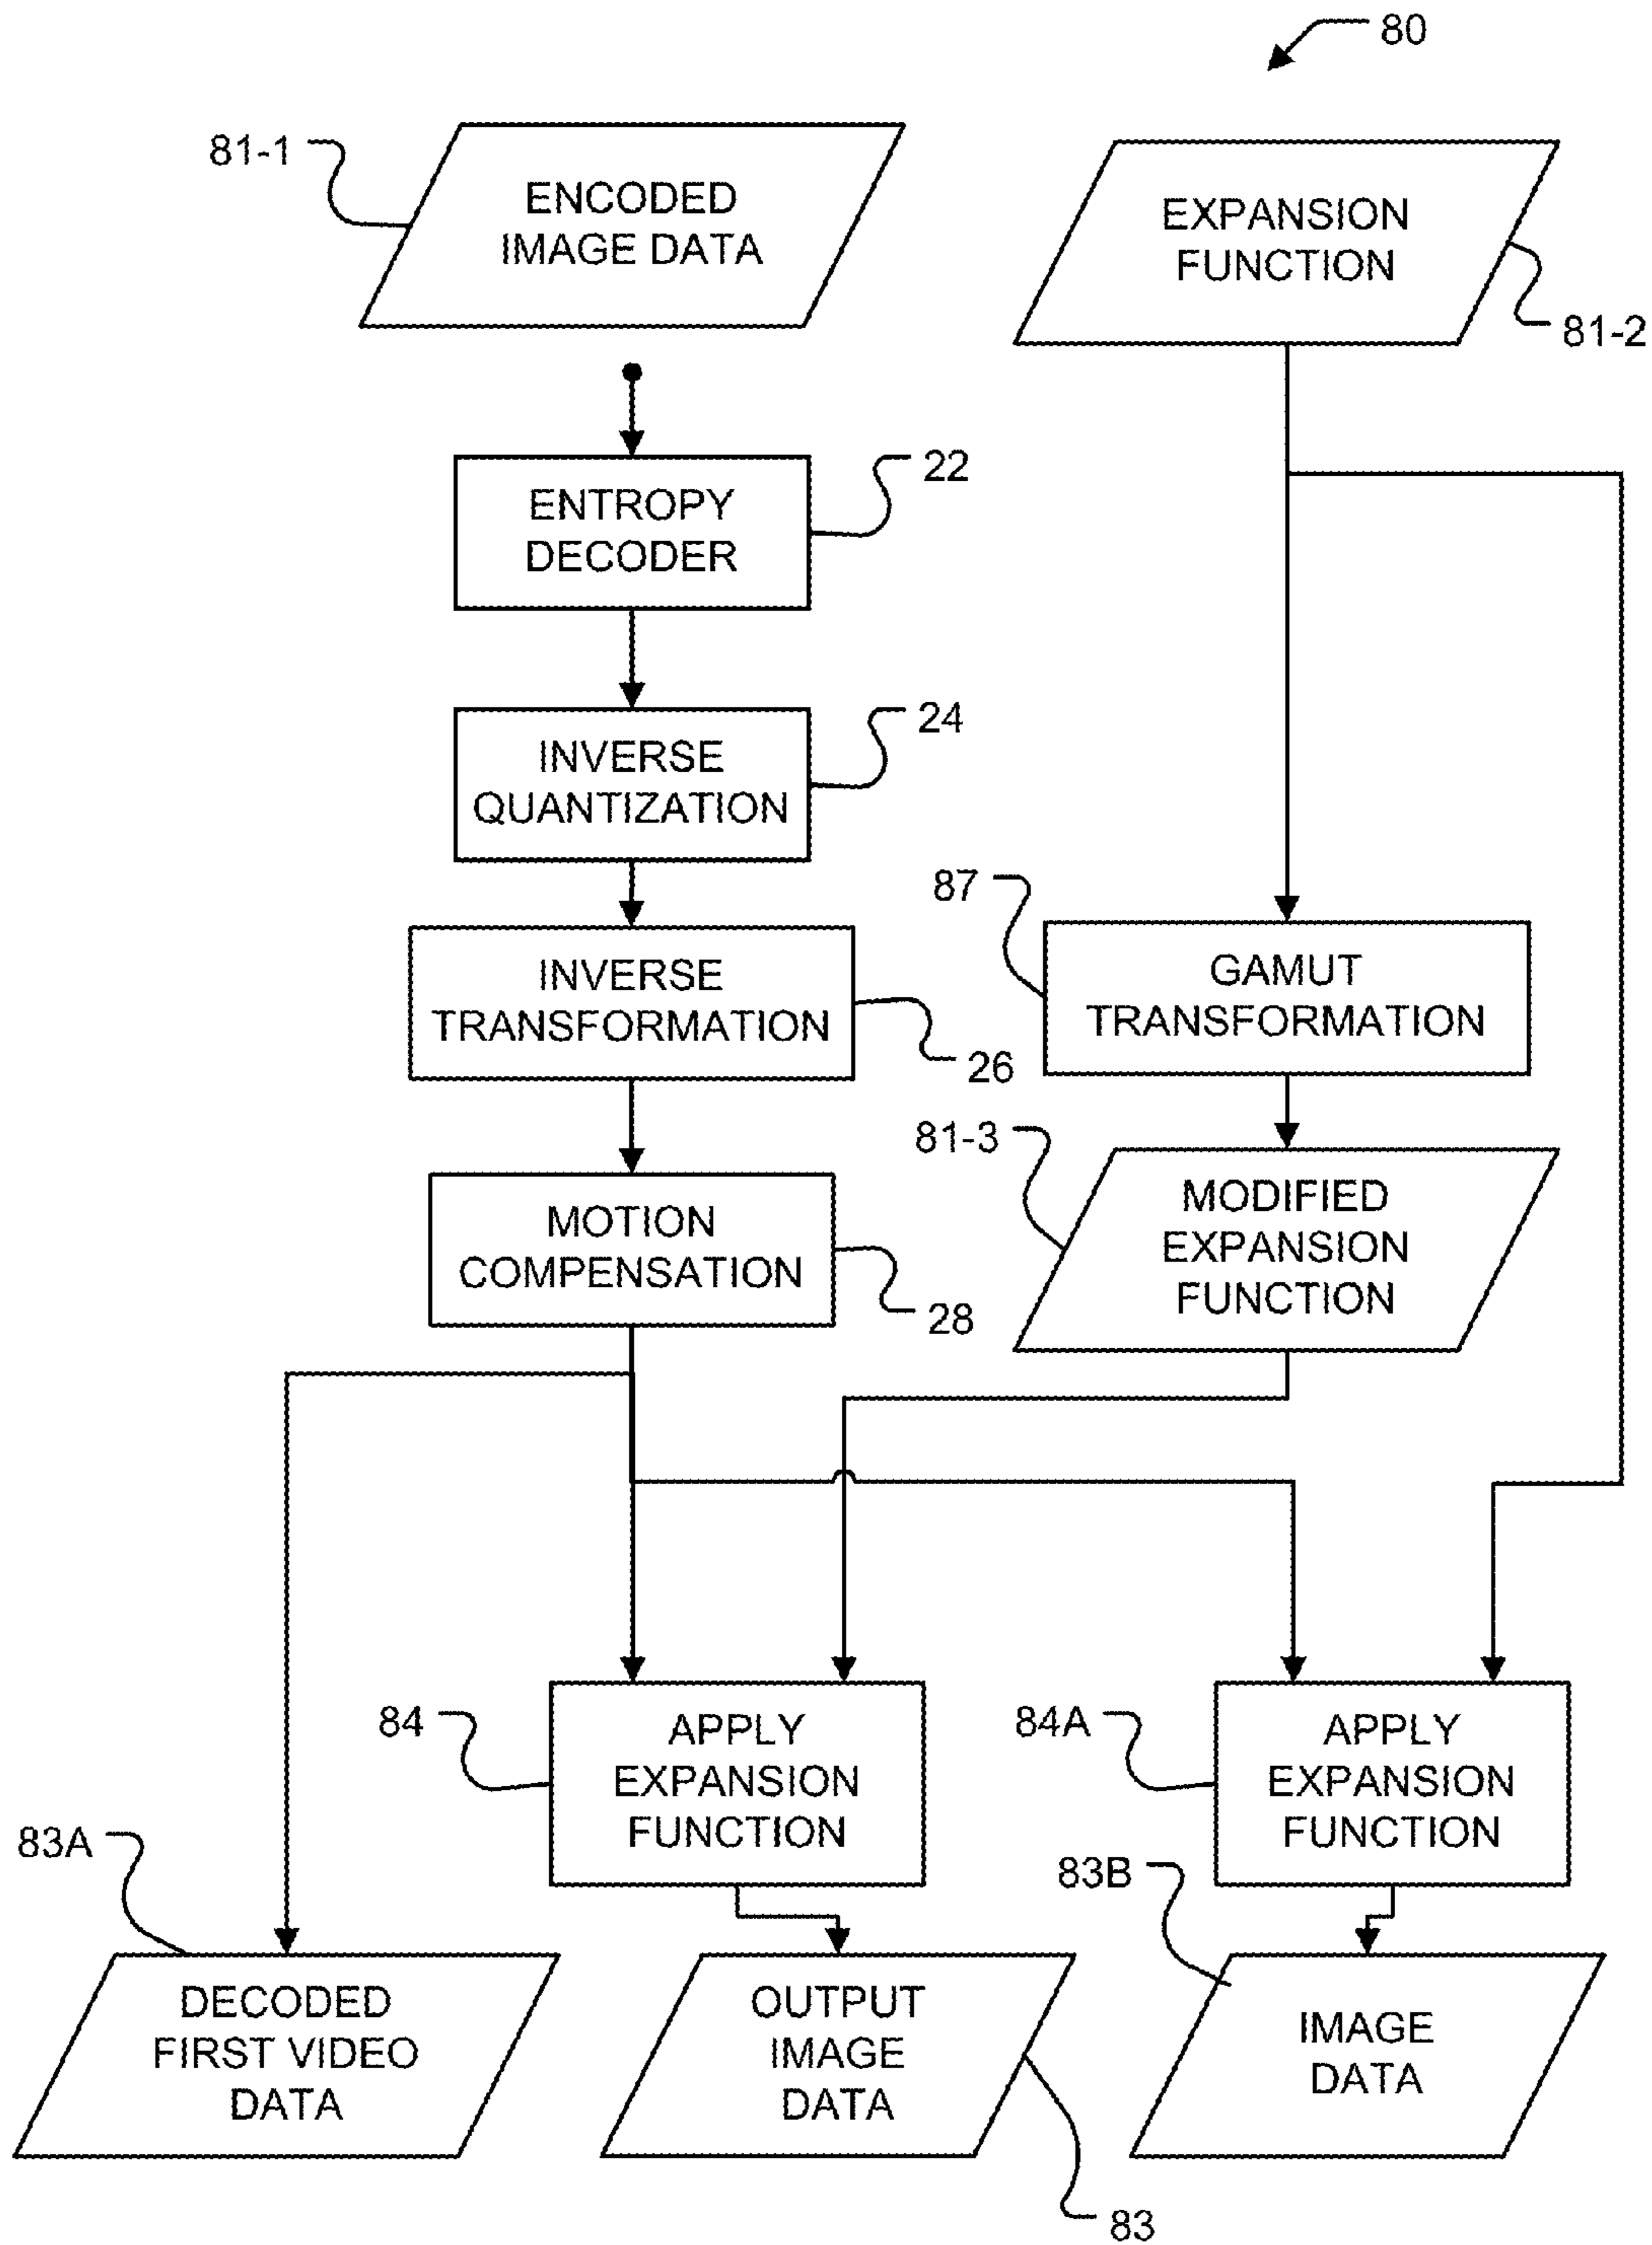 80
81-1
ENCODED
IMAGE DATA
EXPANSION
FUNCTION
81-2
22
ENTROPY
DECODER
24
INVERSE
QUANTIZATION
87
INVERSE
TRANSFORMATION
26
GAMUT
TRANSFORMATION
81-3
MOTION
COMPENSATION
28
MODIFIED
EXPANSION
FUNCTION
84
APPLY
EXPANSION
FUNCTION
84A
APPLY
EXPANSION
FUNCTION
83A
83B
DECODED
FIRST VIDEO
DATA
OUTPUT
IMAGE
DATA
IMAGE
DATA
83